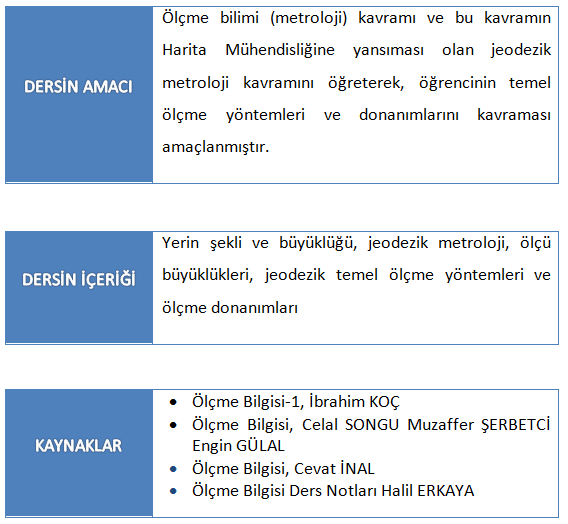 DERSİN AMACI
Ölçme bilimi (metroloji) kavramı ve bu kavramın
Harita Mühendisliğine yansıması olan jeodezik
metroloji kavramını öğreterek, öğrencinin temel
ölçme yöntemleri ve donanımlarını kavraması
amaçlanmıştır.
DERSİN İÇERİĞİ
Yerin şekli ve büyüklüğü, jeodezik metroloji, ölçü
büyüklükleri, jeodezik temel ölçme yöntemleri ve
ölçme donanımları
KAYNAKLAR
• Ölçme Bilgisi-1, İbrahim KOÇ
• Ölçme Bilgisi, Celal SONGU Muzaffer ŞERBETCİ
Engin GÜLAL
• Ölçme Bilgisi, Cevat İNAL
• Ölçme Bilgisi Ders Notları Halil ERKAYA